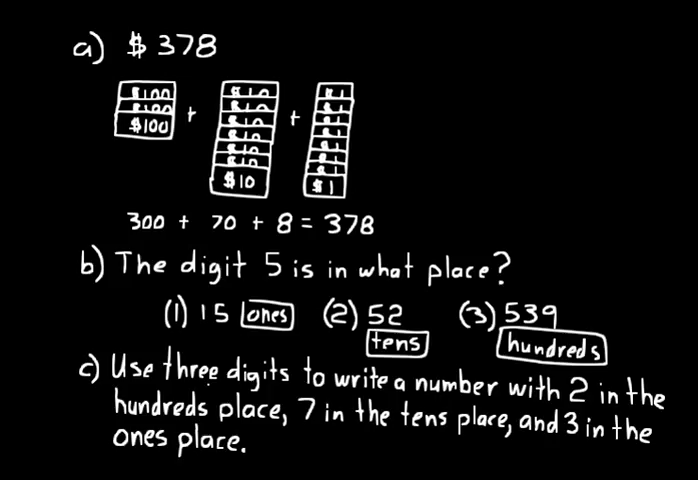 a) $ 378
$100 $10 $1
$100 $10 $1
$100 + $10 + $1
$10 $1
$10 $1
$10 $1
$10 $1
$1
300 + 70 + 8 = 378
b) The digit 5 is in what place?
(1) 15 ones (2) 52 (3) 539
tens hundreds
c) Use three digits to write a number with 2 in the
hundreds place, 7 in the tens place, and 3 in the
ones place.